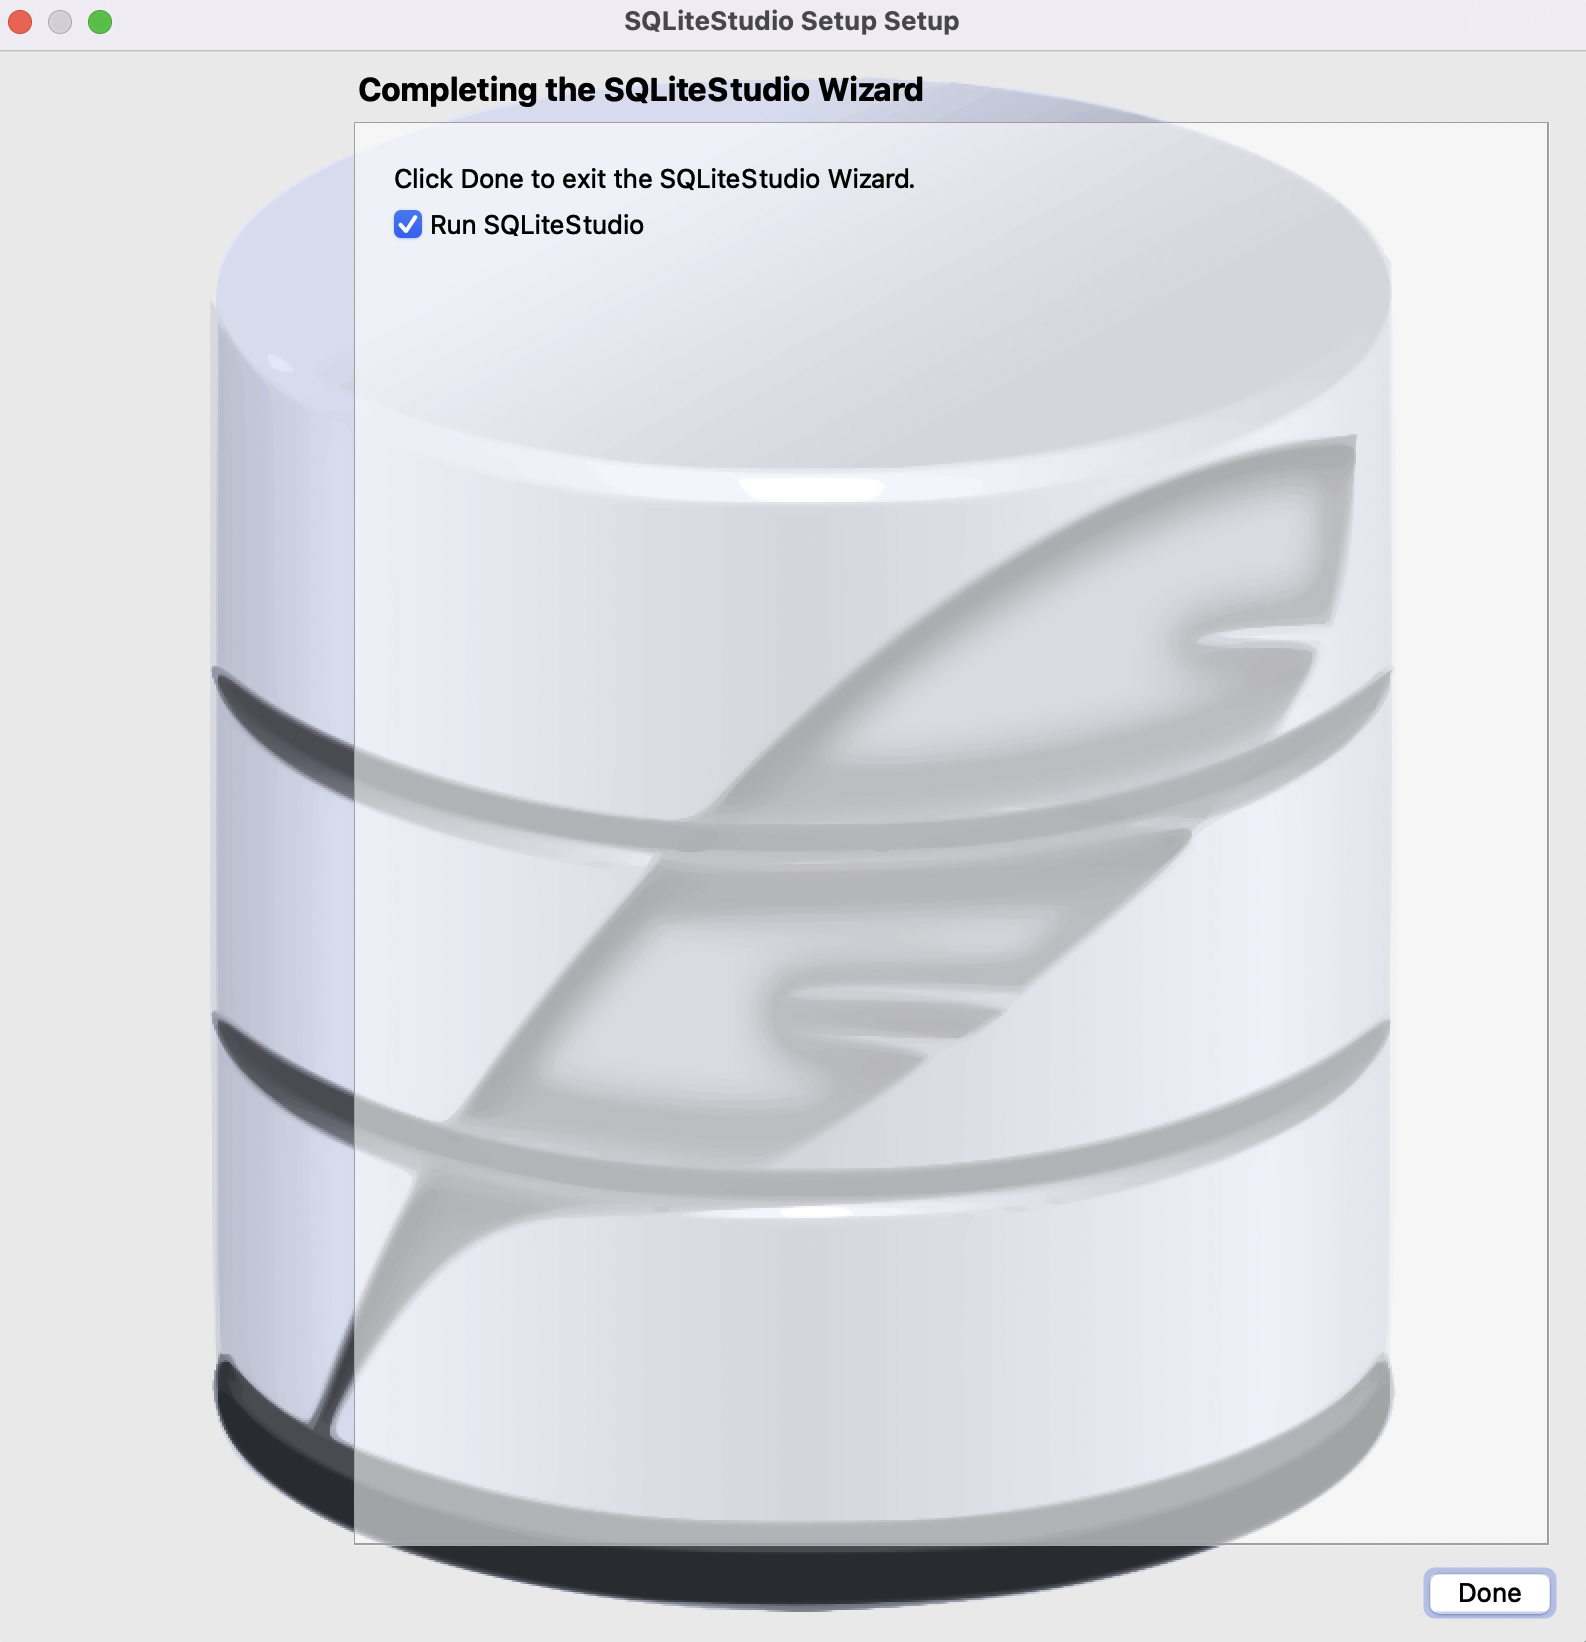 SQLiteStudio Setup Setup
Completing the SQLiteStudio Wizard
Click Done to exit the SQLiteStudio Wizard.
Run SQLiteStudio
Done